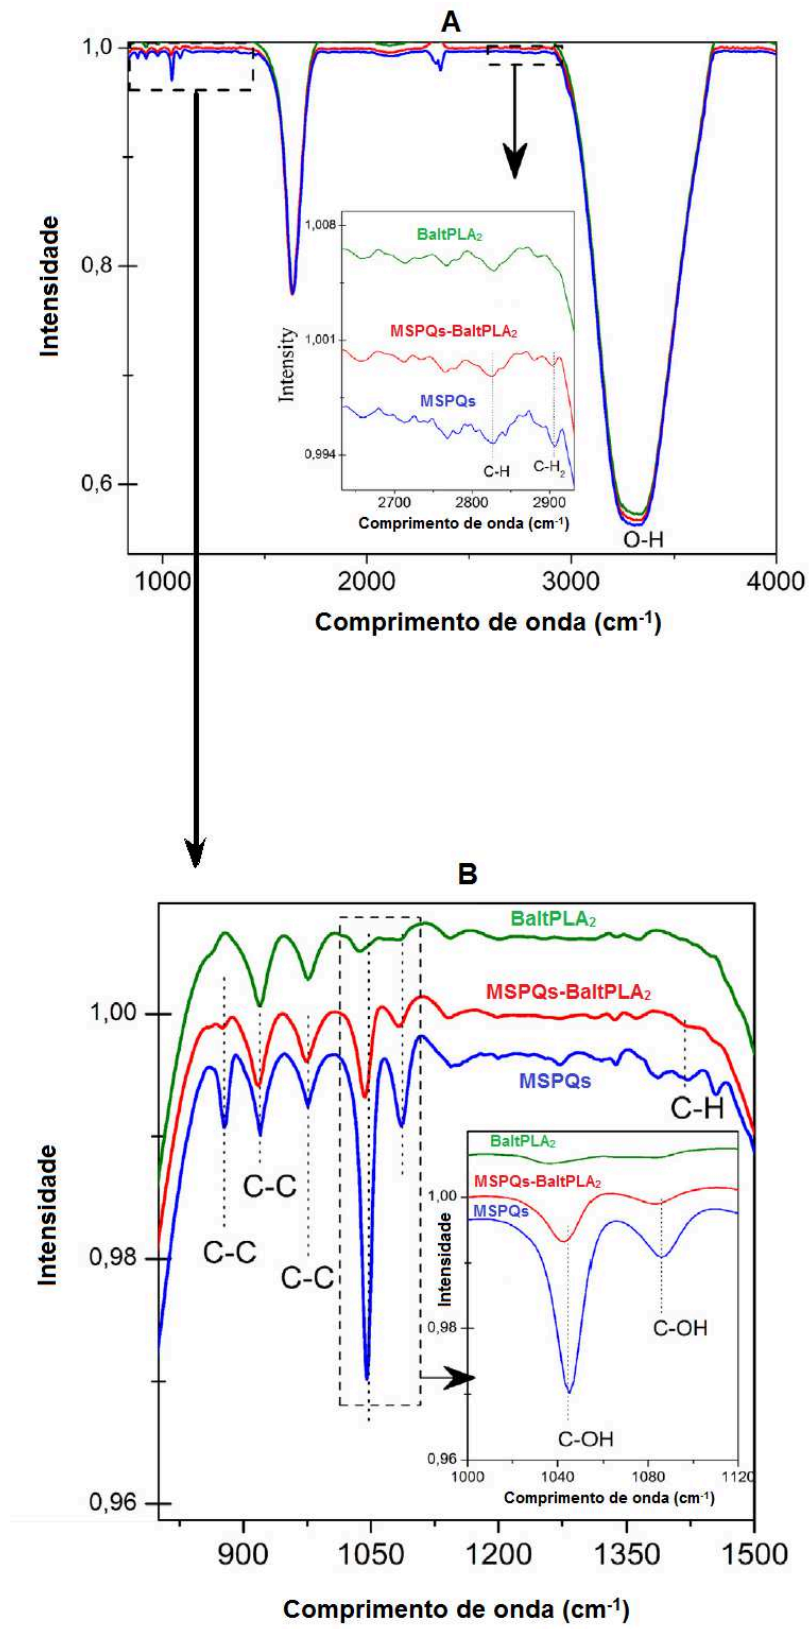 A
1,0
0.8
0,6
Intensidade
1,008
1,001
0,994
Intensity
BaltPLA₂
MSPQs-BaltPLA₂
MSPQs
C-H
C-H₂
2700
2800
2900
Comprimento de onda (cm⁻¹)
O-H
1000
2000
3000
4000
Comprimento de onda (cm⁻¹)
B
1,00
0,98
0,96
Intensidade
BaltPLA₂
MSPQs-BaltPLA₂
MSPQs
C-H
C-C
C-C
C-C
BaltPLA₂
MSPQs-BaltPLA₂
MSPQs
1,00
0,98
0,96
Intensidade
C-OH
C-OH
1000
1040
1080
1120
Comprimento de onda (cm⁻¹)
900
1050
1200
1350
1500
Comprimento de onda (cm⁻¹)